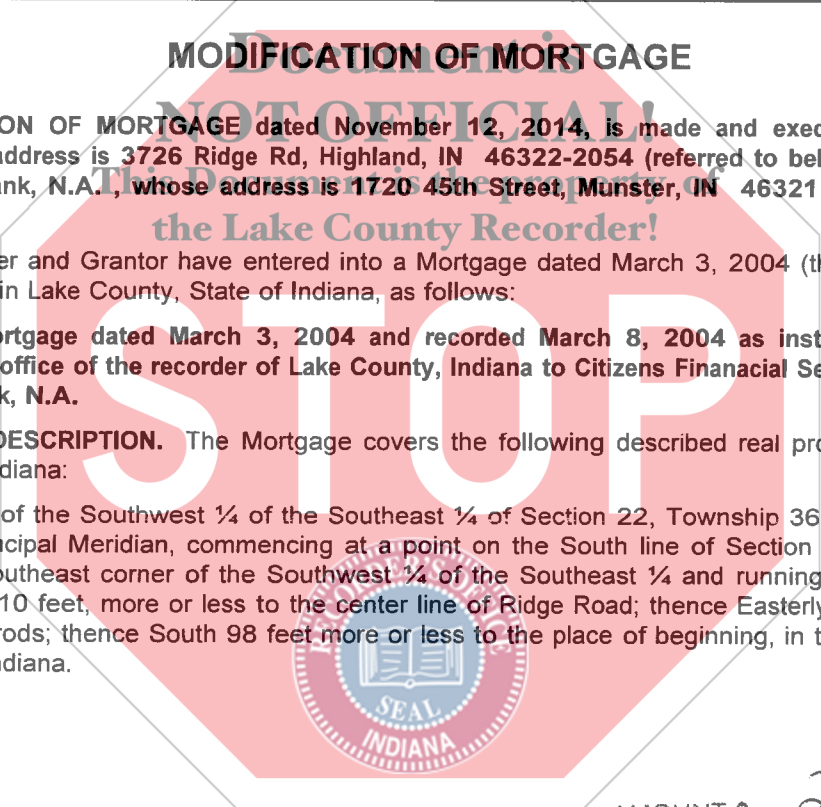 MODIFICATION OF MORTGAGE
Document is
NOT OFFICIAL!
ON OF MORTGAGE dated November 12, 2014, is made and exec
address is 3726 Ridge Rd, Highland, IN 46322-2054 (referred to bel
ank, N.A. , whose address is 1720 45th Street, Munster, IN 46321
This Document is the property of
the Lake County Recorder!
er and Grantor have entered into a Mortgage dated March 3, 2004 (th
in Lake County, State of Indiana, as follows:
ortgage dated March 3, 2004 and recorded March 8, 2004 as inst
office of the recorder of Lake County, Indiana to Citizens Finanacial Se
k, N.A.
STOP
DESCRIPTION. The Mortgage covers the following described real pro
diana:
of the Southwest ¼ of the Southeast ¼ of Section 22, Township 36
ncipal Meridian, commencing at a point on the South line of Section
outheast corner of the Southwest ¼ of the Southeast ¼ and running
10 feet, more or less to the center line of Ridge Road; thence Easterly
rods; thence South 98 feet more or less to the place of beginning, in t
ndiana.
RECORDER'S OFFICE
SEAL
INDIANA